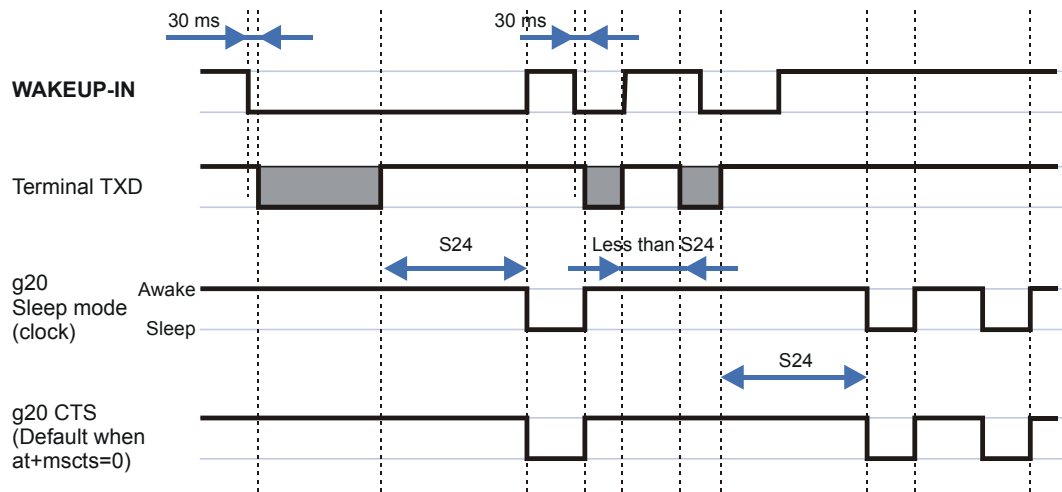 30 ms
30 ms
WAKEUP-IN
Terminal TXD
S24
Less than S24
g20
Sleep mode
(clock)
Awake
Sleep
S24
g20 CTS
(Default when
at+mscts=0)